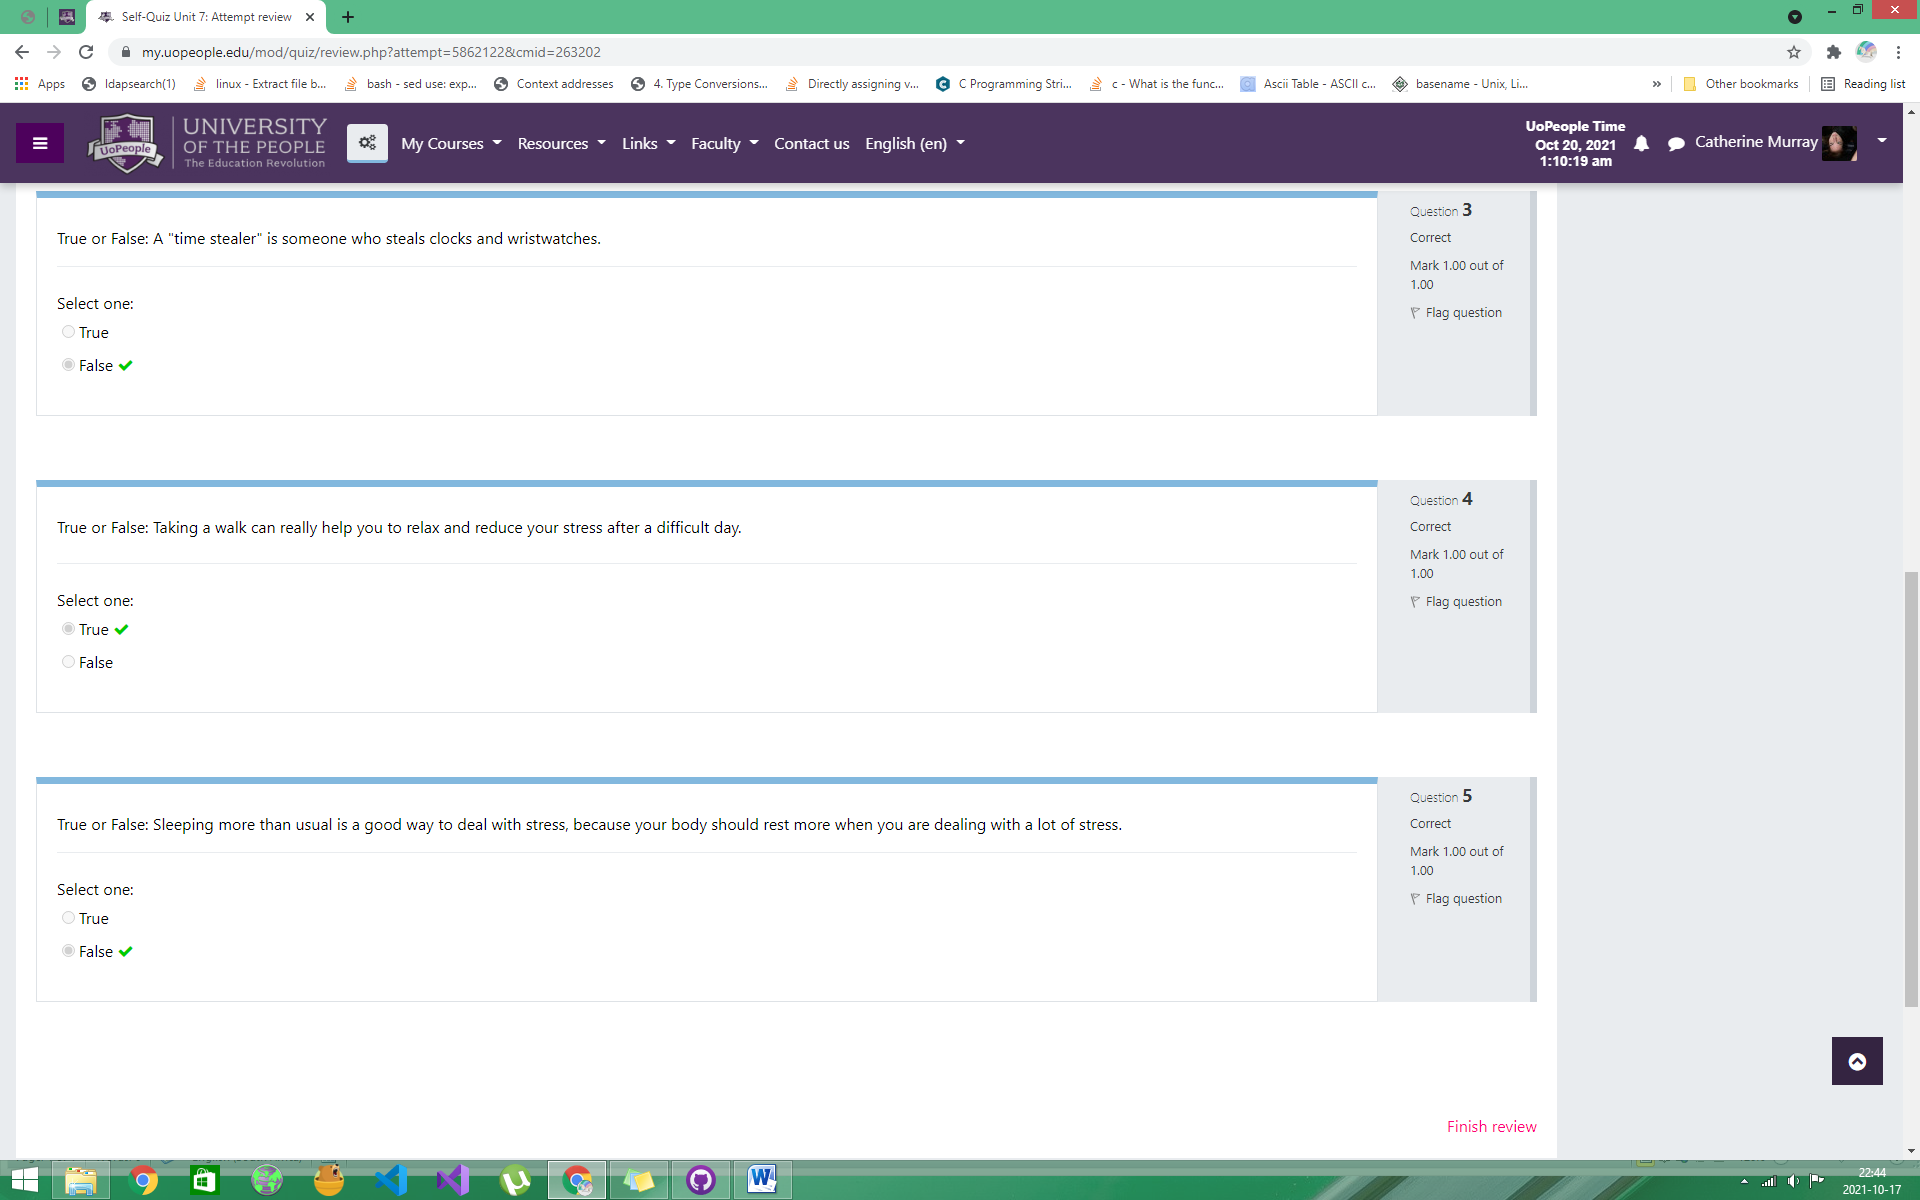 Self-Quiz Unit 7: Attempt review
my.uopeople.edu/mod/quiz/review.php?attempt=5862122&cmid=263202
Apps
ldapsearch(1)
linux - Extract file b...
bash - sed use: exp...
Context addresses
4. Type Conversions...
Directly assigning v...
C Programming Stri...
c - What is the func...
Ascii Table - ASCII c...
basename - Unix, Li...
»
Other bookmarks
Reading list
UoPeople
UNIVERSITY
OF THE PEOPLE
The Education Revolution
My Courses
Resources
Links
Faculty
Contact us
English (en)
UoPeople Time
Oct 20, 2021
1:10:19 am
Catherine Murray
True or False: A "time stealer" is someone who steals clocks and wristwatches.
Select one:
True
False
Question 3
Correct
Mark 1.00 out of
1.00
Flag question
True or False: Taking a walk can really help you to relax and reduce your stress after a difficult day.
Select one:
True
False
Question 4
Correct
Mark 1.00 out of
1.00
Flag question
True or False: Sleeping more than usual is a good way to deal with stress, because your body should rest more when you are dealing with a lot of stress.
Select one:
True
False
Question 5
Correct
Mark 1.00 out of
1.00
Flag question
Finish review
22:44
2021-10-17